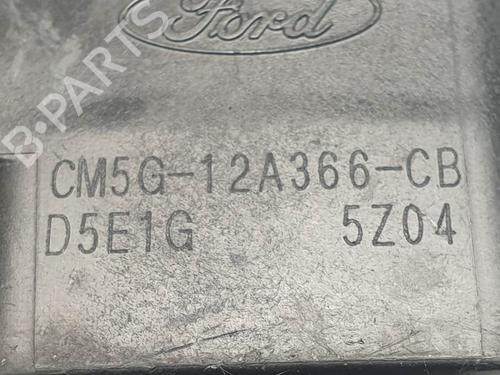 Ford
B-PARTS
CM5G-12A366-CB
D5E1G 5Z04